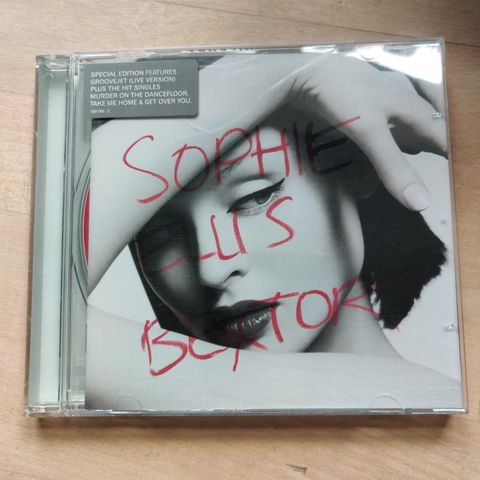 SPECIAL EDITION FEATURES
GROOVEJET (LIVE VERSION)
PLUS THE HIT SINGLES
MURDER ON THE DANCEFLOOR,
TAKE ME HOME & GET OVER YOU.
SOPHIE
ELLIS
BEXTOR